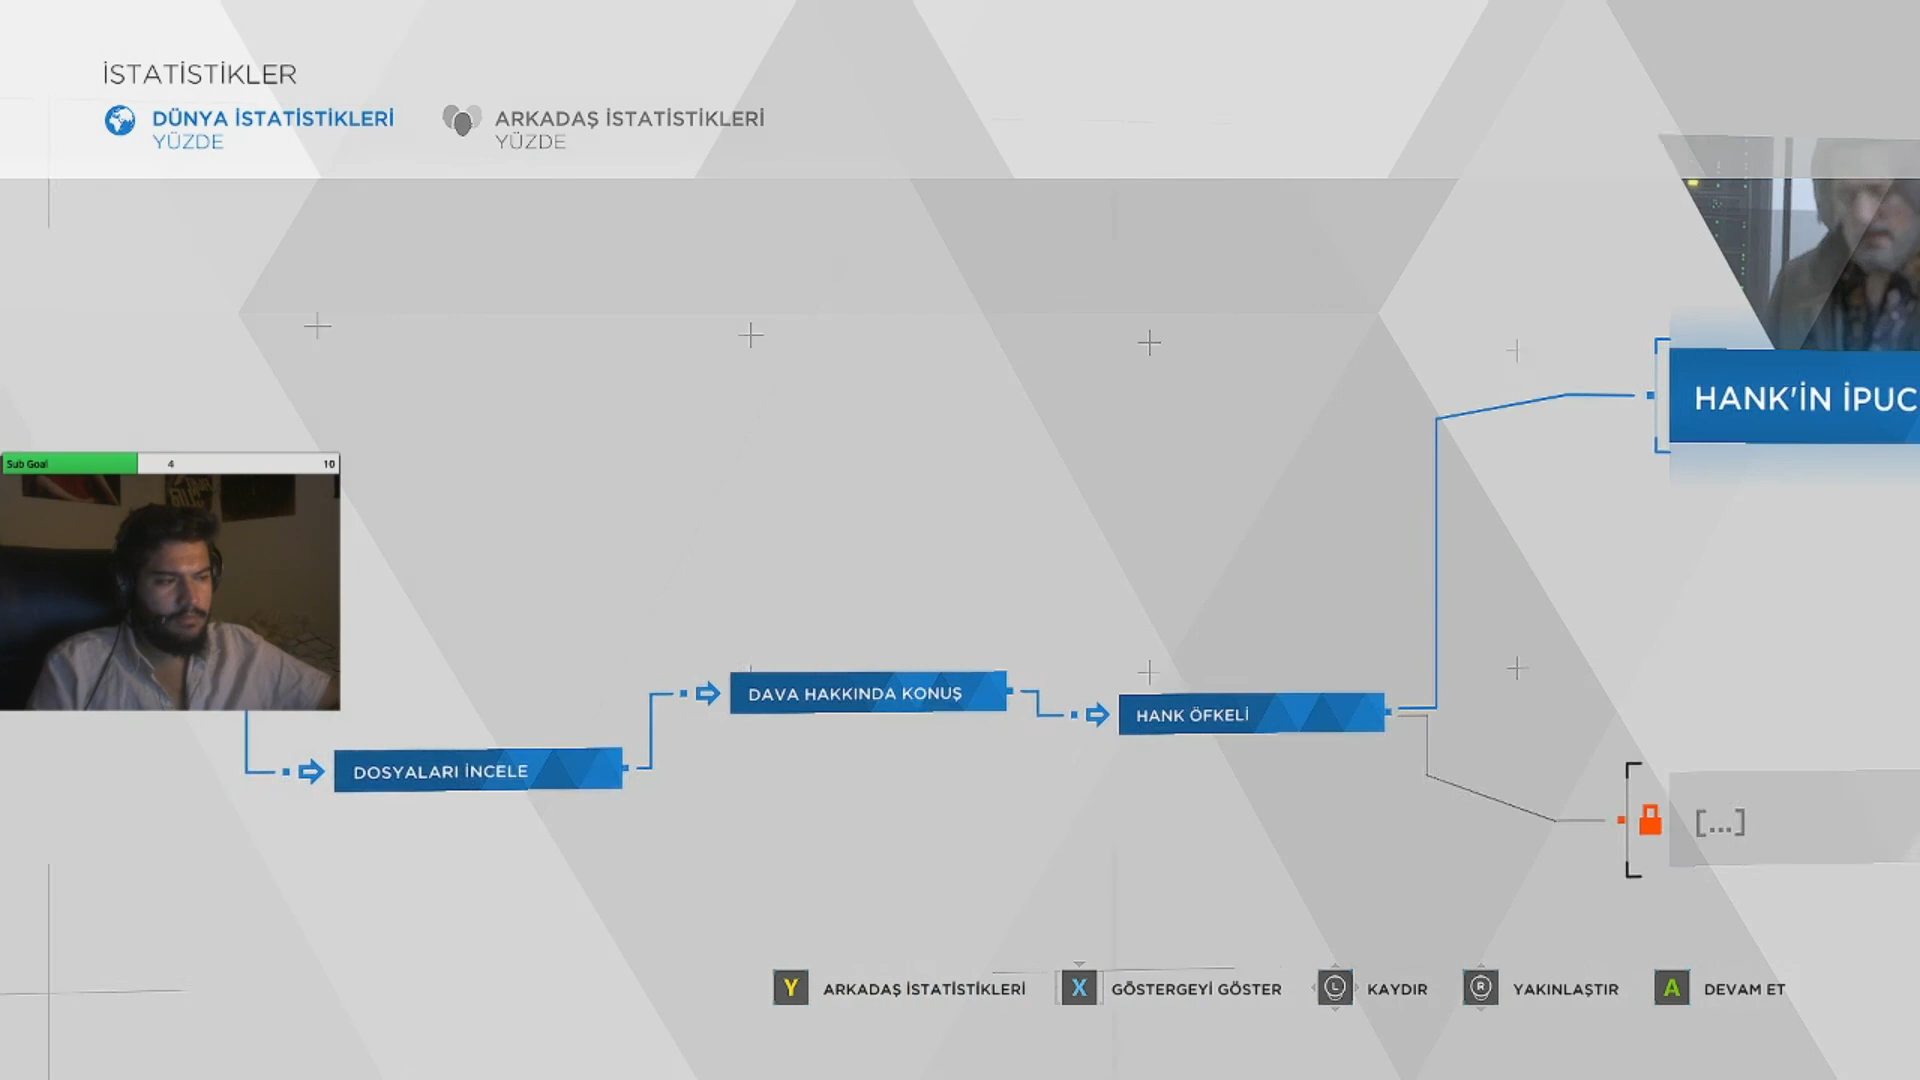 İSTATİSTİKLER
DÜNYA İSTATİSTİKLERİ
YÜZDE
ARKADAŞ İSTATİSTİKLERİ
YÜZDE
HANK'İN İPUC
Sub Goal 4 10
DAVA HAKKINDA KONUŞ
HANK ÖFKELİ
DOSYALARI İNCELE
[...]
Y ARKADAŞ İSTATİSTİKLERİ
X GÖSTERGEYİ GÖSTER
L KAYDIR
R YAKINLAŞTIR
A DEVAM ET